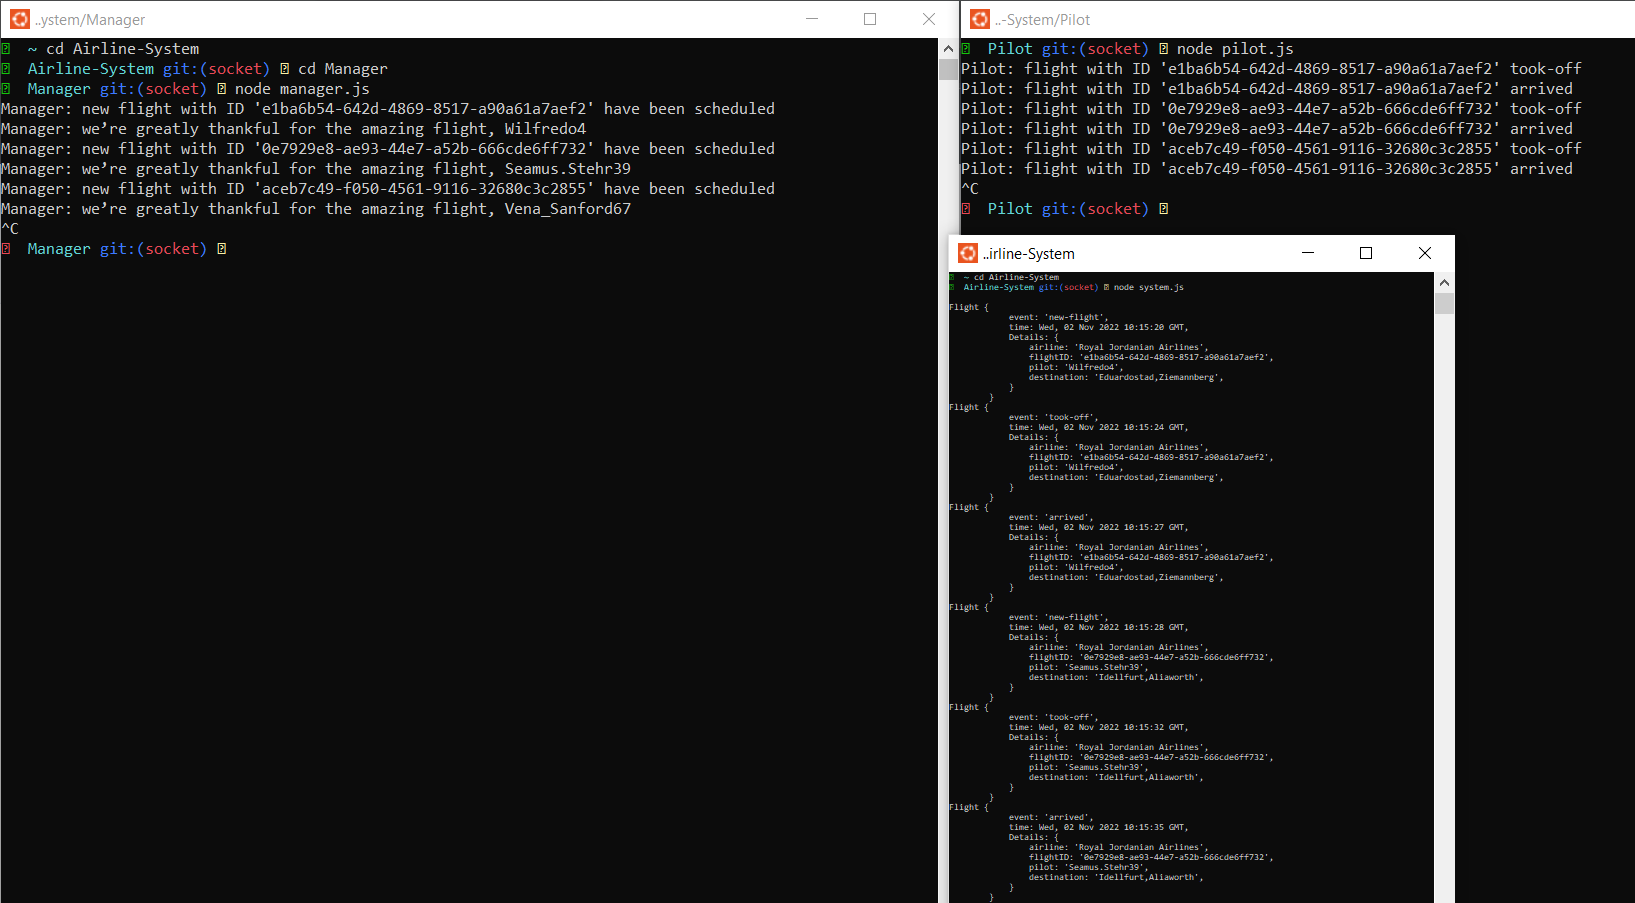 ..ystem/Manager
~ cd Airline-System
Airline-System git:(socket) cd Manager
Manager git:(socket) node manager.js
Manager: new flight with ID 'e1ba6b54-642d-4869-8517-a90a61a7aef2' have been scheduled
Manager: we’re greatly thankful for the amazing flight, Wilfredo4
Manager: new flight with ID '0e7929e8-ae93-44e7-a52b-666cde6ff732' have been scheduled
Manager: we’re greatly thankful for the amazing flight, Seamus.Stehr39
Manager: new flight with ID 'aceb7c49-f050-4561-9116-32680c3c2855' have been scheduled
Manager: we’re greatly thankful for the amazing flight, Vena_Sanford67
^C
Manager git:(socket)
..-System/Pilot
Pilot git:(socket) node pilot.js
Pilot: flight with ID 'e1ba6b54-642d-4869-8517-a90a61a7aef2' took-off
Pilot: flight with ID 'e1ba6b54-642d-4869-8517-a90a61a7aef2' arrived
Pilot: flight with ID '0e7929e8-ae93-44e7-a52b-666cde6ff732' took-off
Pilot: flight with ID '0e7929e8-ae93-44e7-a52b-666cde6ff732' arrived
Pilot: flight with ID 'aceb7c49-f050-4561-9116-32680c3c2855' took-off
Pilot: flight with ID 'aceb7c49-f050-4561-9116-32680c3c2855' arrived
^C
Pilot git:(socket)
..irline-System
~ cd Airline-System
Airline-System git:(socket) node system.js
Flight {
event: 'new-flight',
time: Wed, 02 Nov 2022 10:15:20 GMT,
Details: {
airline: 'Royal Jordanian Airlines',
flightID: 'e1ba6b54-642d-4869-8517-a90a61a7aef2',
pilot: 'Wilfredo4',
destination: 'Eduardostad,Ziemannberg',
}
}
Flight {
event: 'took-off',
time: Wed, 02 Nov 2022 10:15:24 GMT,
Details: {
airline: 'Royal Jordanian Airlines',
flightID: 'e1ba6b54-642d-4869-8517-a90a61a7aef2',
pilot: 'Wilfredo4',
destination: 'Eduardostad,Ziemannberg',
}
}
Flight {
event: 'arrived',
time: Wed, 02 Nov 2022 10:15:27 GMT,
Details: {
airline: 'Royal Jordanian Airlines',
flightID: 'e1ba6b54-642d-4869-8517-a90a61a7aef2',
pilot: 'Wilfredo4',
destination: 'Eduardostad,Ziemannberg',
}
}
Flight {
event: 'new-flight',
time: Wed, 02 Nov 2022 10:15:28 GMT,
Details: {
airline: 'Royal Jordanian Airlines',
flightID: '0e7929e8-ae93-44e7-a52b-666cde6ff732',
pilot: 'Seamus.Stehr39',
destination: 'Idellfurt,Aliaworth',
}
}
Flight {
event: 'took-off',
time: Wed, 02 Nov 2022 10:15:32 GMT,
Details: {
airline: 'Royal Jordanian Airlines',
flightID: '0e7929e8-ae93-44e7-a52b-666cde6ff732',
pilot: 'Seamus.Stehr39',
destination: 'Idellfurt,Aliaworth',
}
}
Flight {
event: 'arrived',
time: Wed, 02 Nov 2022 10:15:35 GMT,
Details: {
airline: 'Royal Jordanian Airlines',
flightID: '0e7929e8-ae93-44e7-a52b-666cde6ff732',
pilot: 'Seamus.Stehr39',
destination: 'Idellfurt,Aliaworth',
}
}